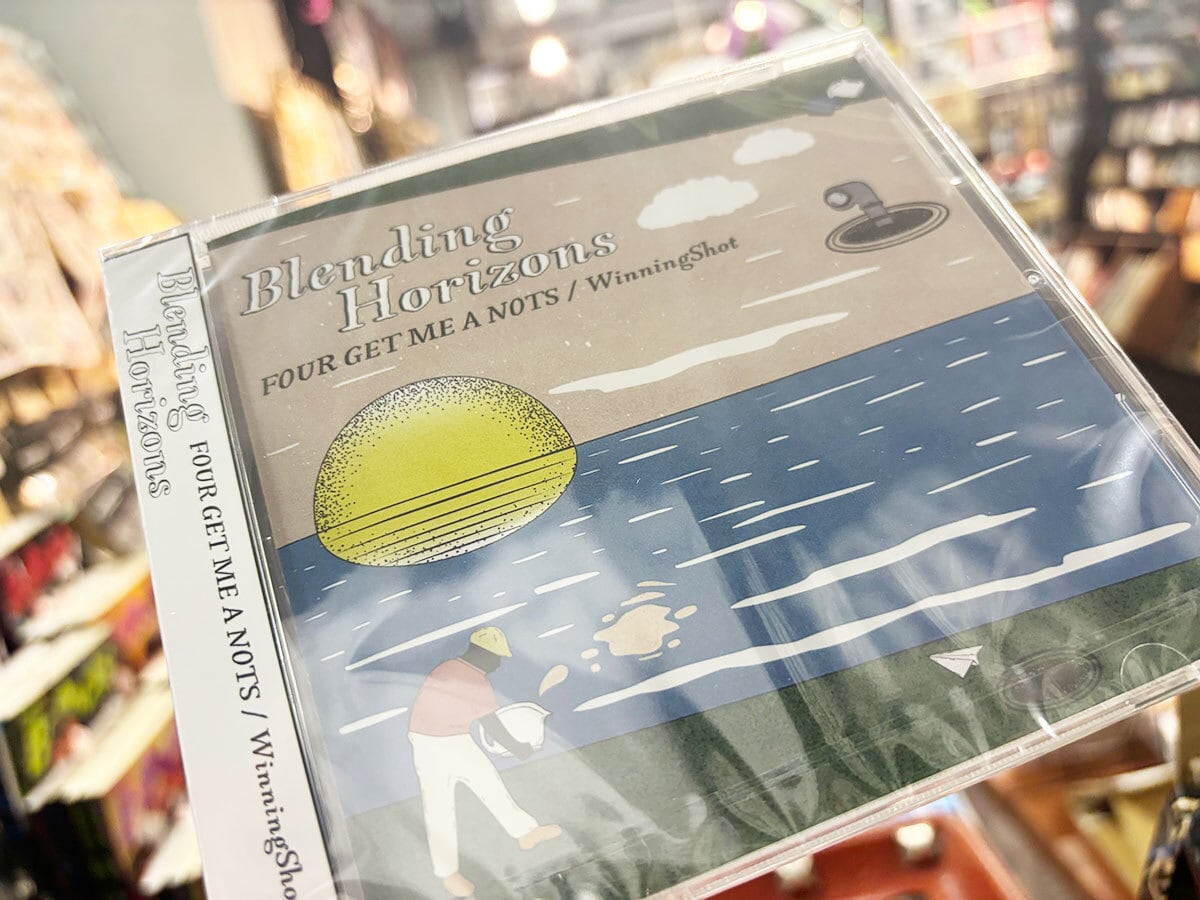 Blending
Horizons
FOUR GET ME A NOTS / WinningShot
Blending
Horizons
FOUR GET ME A NOTS / WinningSho